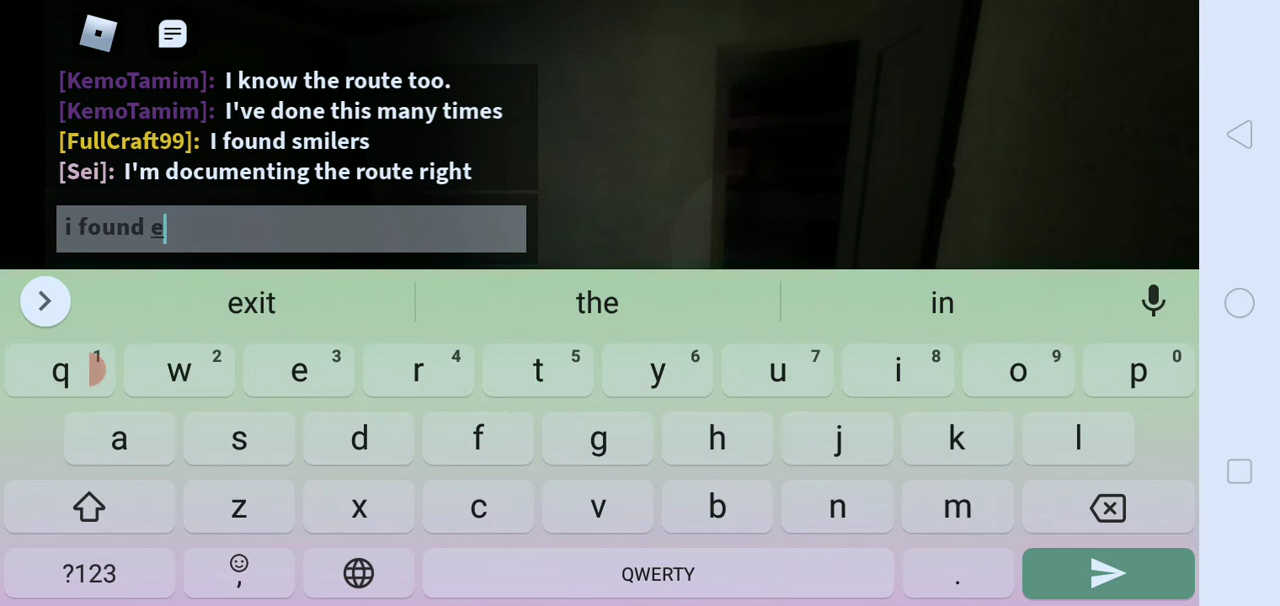 [KemoTamim]: I know the route too.
[KemoTamim]: I've done this many times
[FullCraft99]: I found smilers
[Sei]: I'm documenting the route right
i found e
exit the in
q 1 w 2 e 3 r 4 t 5 y 6 u 7 i 8 o 9 p 0
a s d f g h j k l
z x c v b n m
?123 , QWERTY .